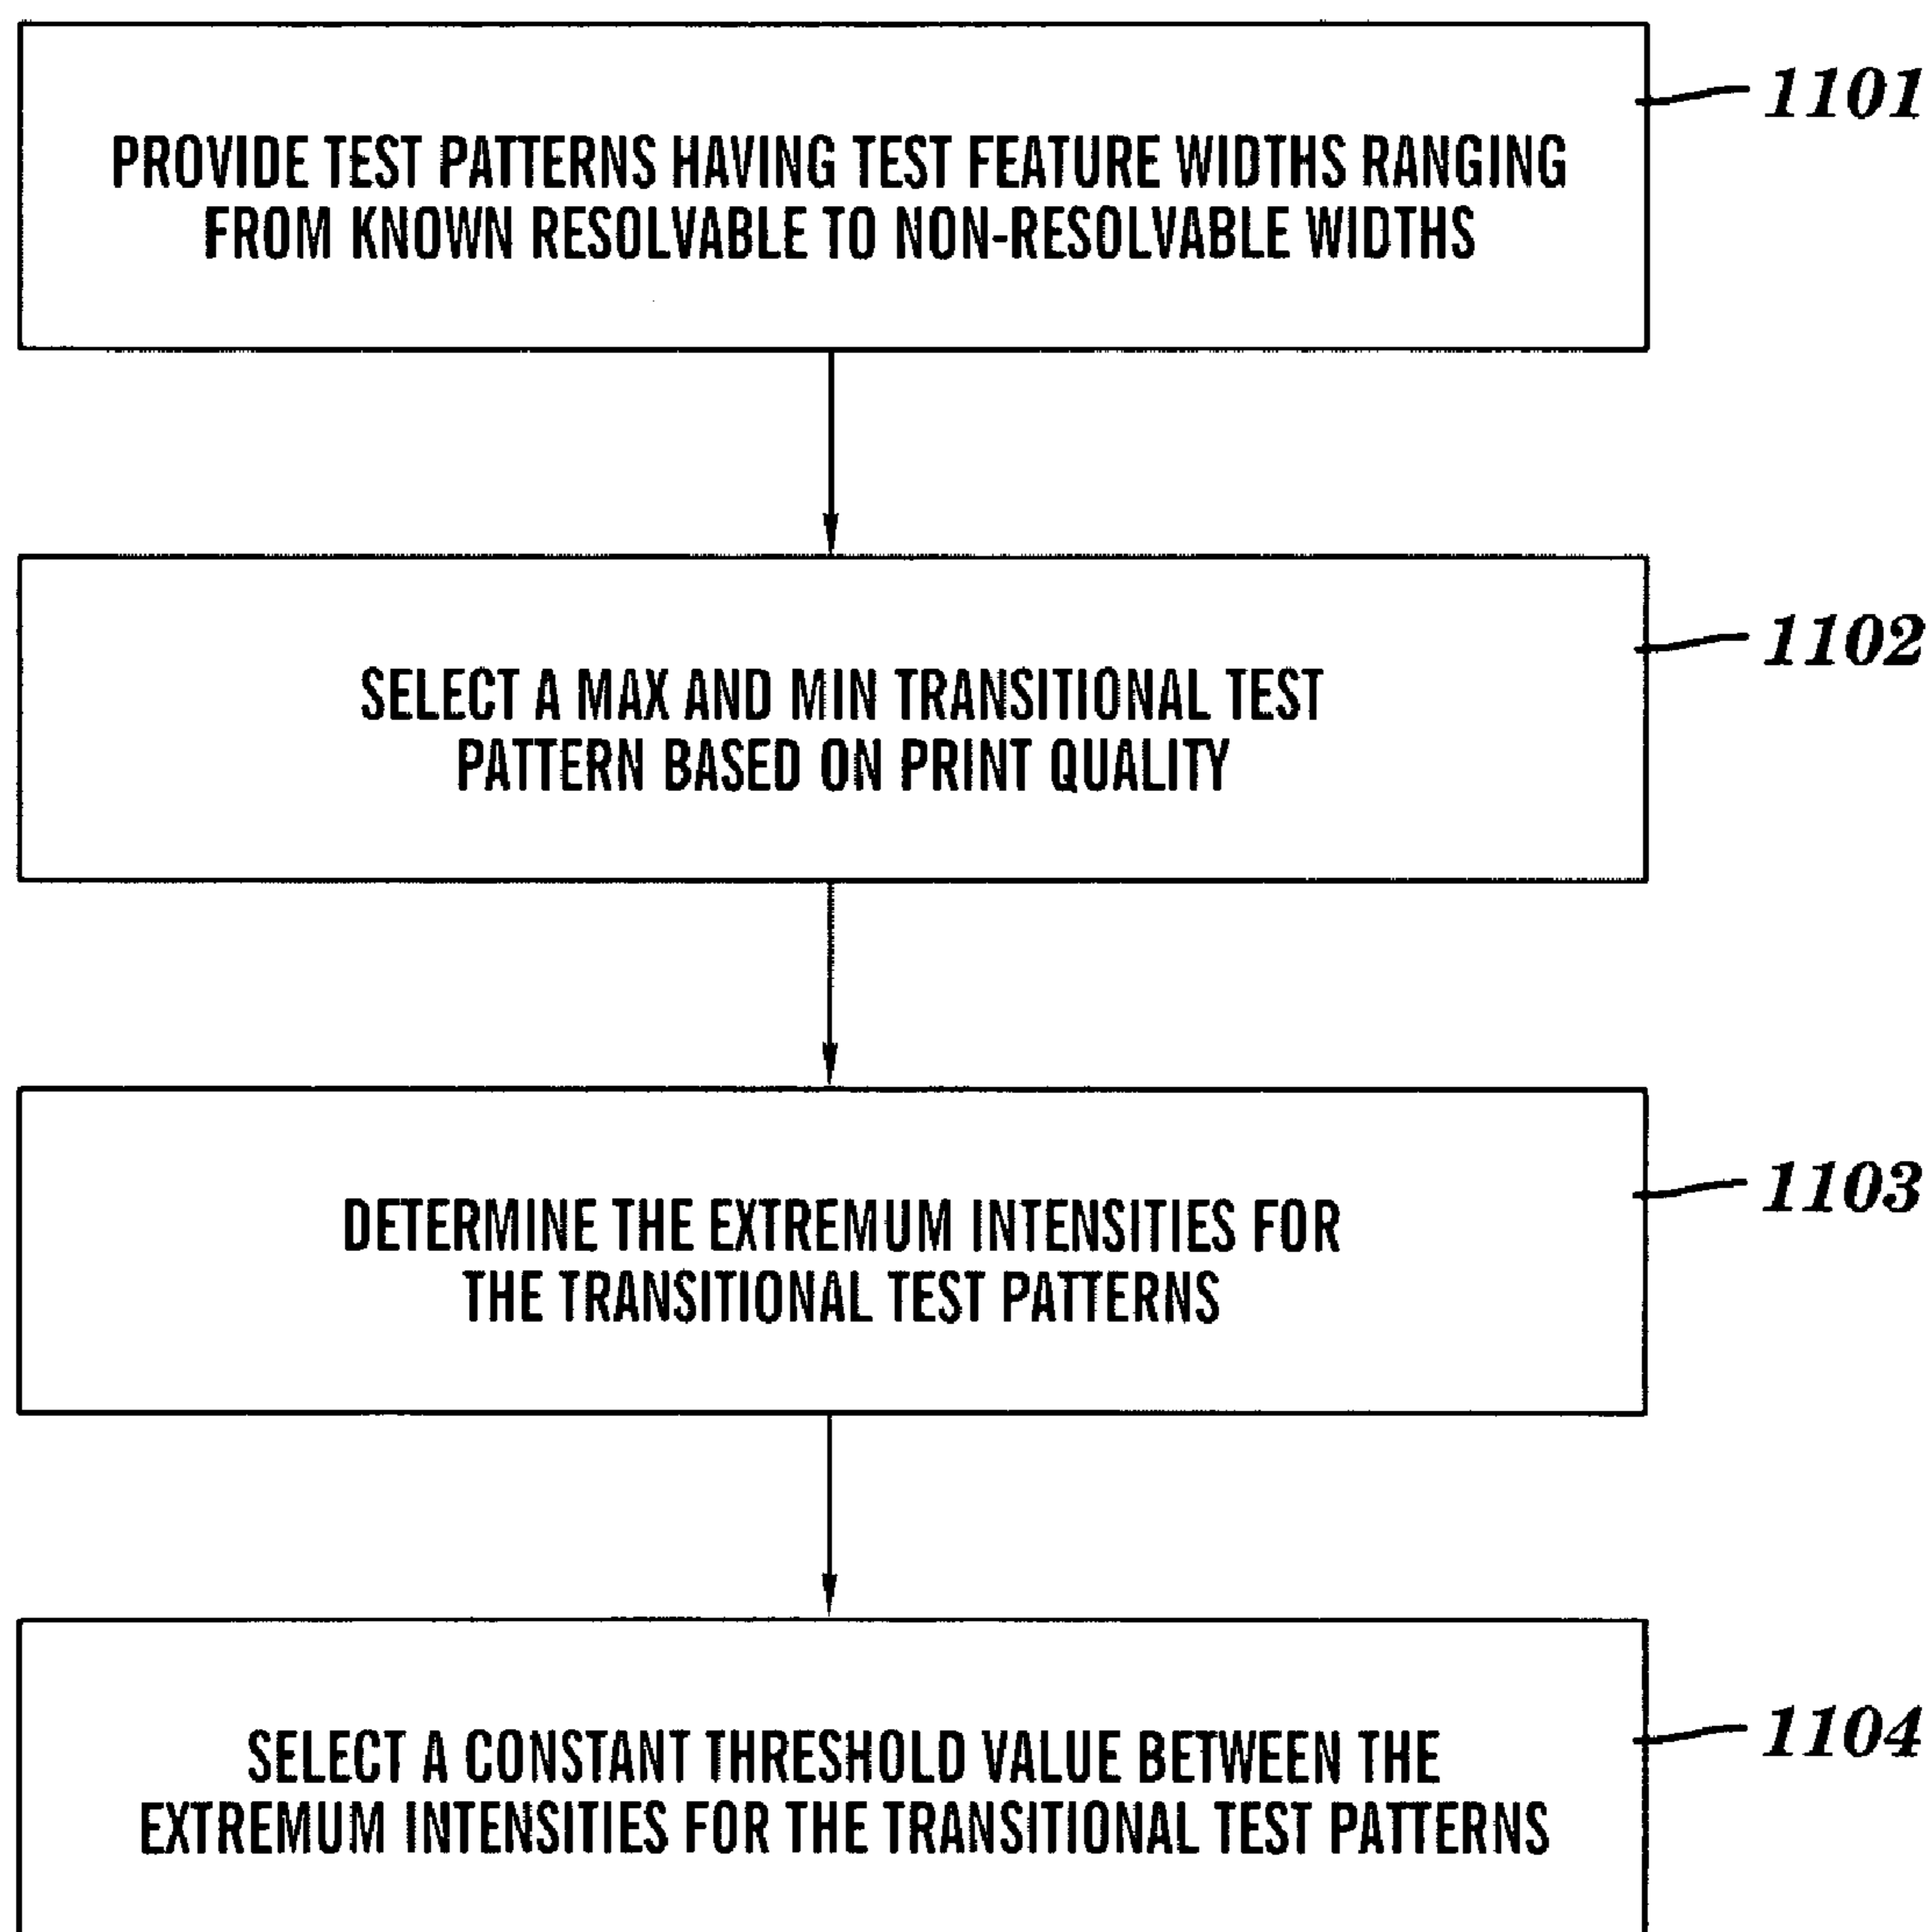 1101
PROVIDE TEST PATTERNS HAVING TEST FEATURE WIDTHS RANGING
FROM KNOWN RESOLVABLE TO NON-RESOLVABLE WIDTHS
1102
SELECT A MAX AND MIN TRANSITIONAL TEST
PATTERN BASED ON PRINT QUALITY
1103
DETERMINE THE EXTREMUM INTENSITIES FOR
THE TRANSITIONAL TEST PATTERNS
1104
SELECT A CONSTANT THRESHOLD VALUE BETWEEN THE
EXTREMUM INTENSITIES FOR THE TRANSITIONAL TEST PATTERNS